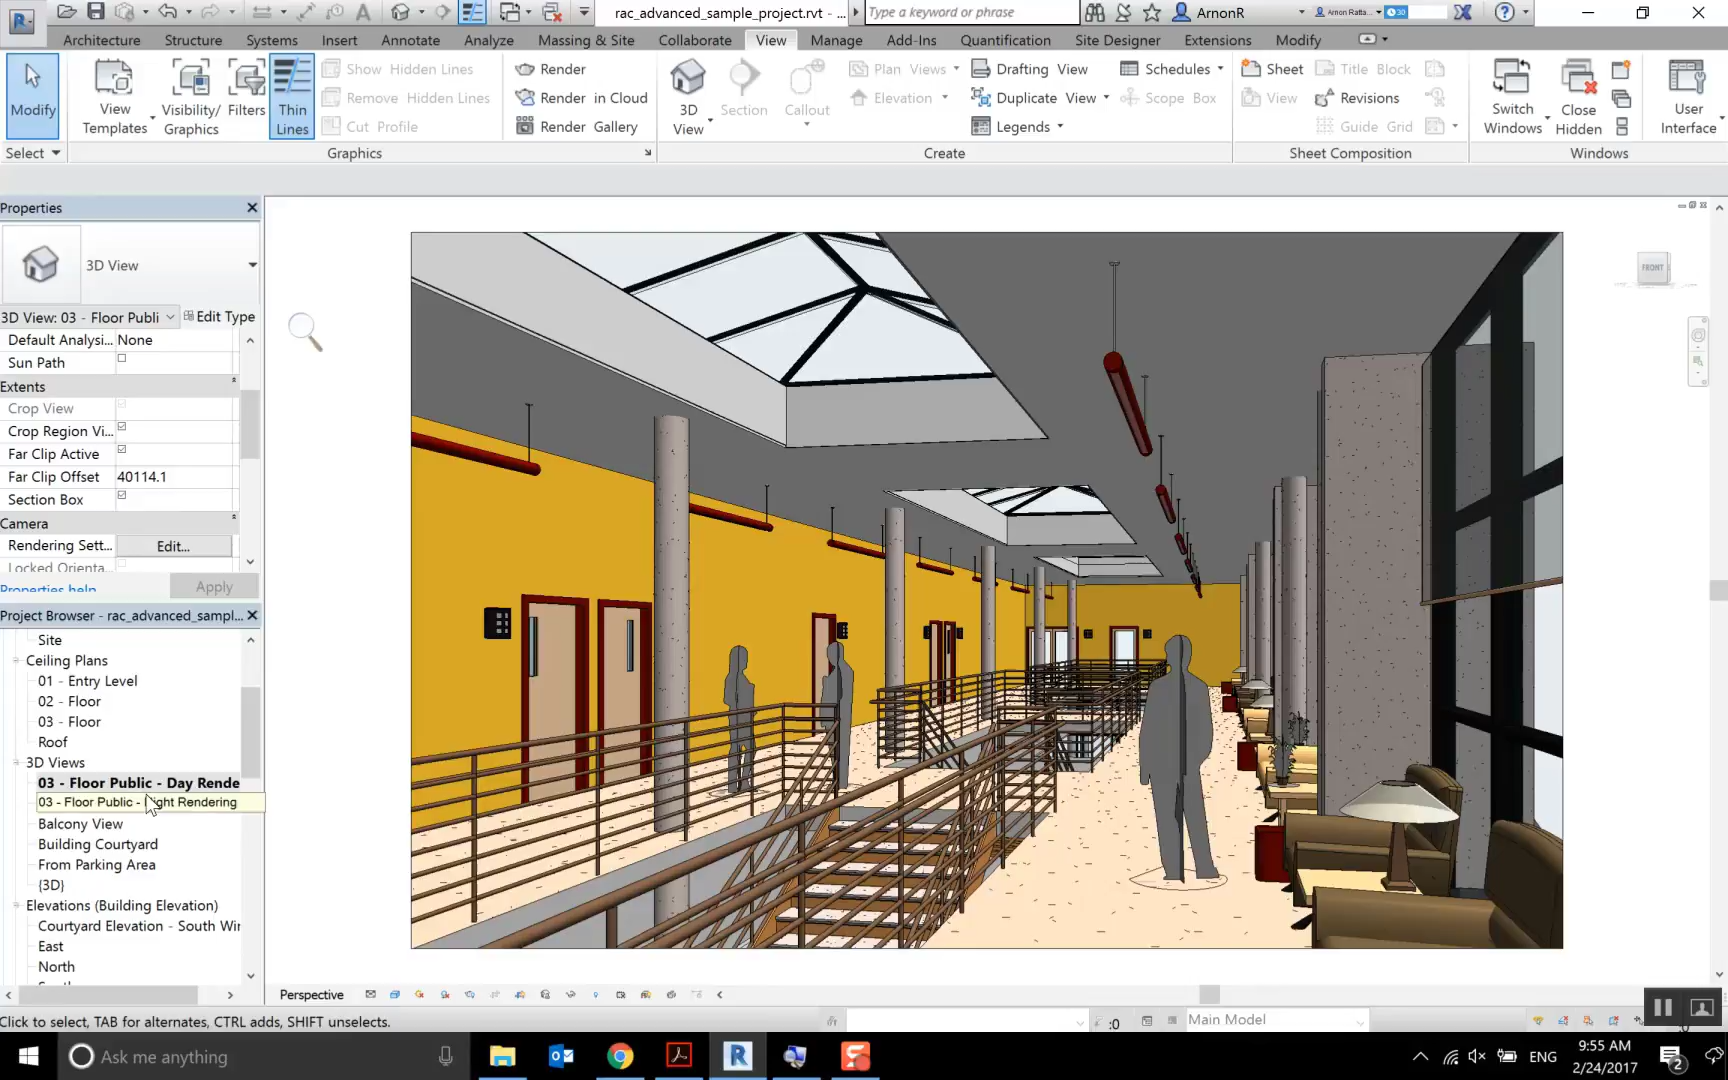 rac_advanced_sample_project.rvt - ...
Type a keyword or phrase
ArnonR
Arnon Ratta...
30
Architecture Structure Systems Insert Annotate Analyze Massing & Site Collaborate View Manage Add-Ins Quantification Site Designer Extensions Modify
Modify
View Templates
Visibility/ Graphics
Filters
Thin Lines
Show Hidden Lines
Remove Hidden Lines
Cut Profile
Render
Render in Cloud
Render Gallery
3D View
Section
Callout
Plan Views
Elevation
Drafting View
Duplicate View
Legends
Schedules
Scope Box
Sheet
View
Title Block
Revisions
Guide Grid
Switch Windows
Close Hidden
User Interface
Select
Graphics
Create
Sheet Composition
Windows
Properties
3D View
3D View: 03 - Floor Publi
Edit Type
Default Analysi... None
Sun Path
Extents
Crop View
Crop Region Vi...
Far Clip Active
Far Clip Offset 40114.1
Section Box
Camera
Rendering Sett... Edit...
Locked Orienta...
Properties help
Apply
Project Browser - rac_advanced_sampl...
Site
Ceiling Plans
01 - Entry Level
02 - Floor
03 - Floor
Roof
3D Views
03 - Floor Public - Day Rende
03 - Floor Public - ight Rendering
Balcony View
Building Courtyard
From Parking Area
{3D}
Elevations (Building Elevation)
Courtyard Elevation - South Wir
East
North
FRONT
Perspective
Click to select, TAB for alternates, CTRL adds, SHIFT unselects.
:0
Main Model
:0
Ask me anything
ENG
9:55 AM
2/24/2017
2